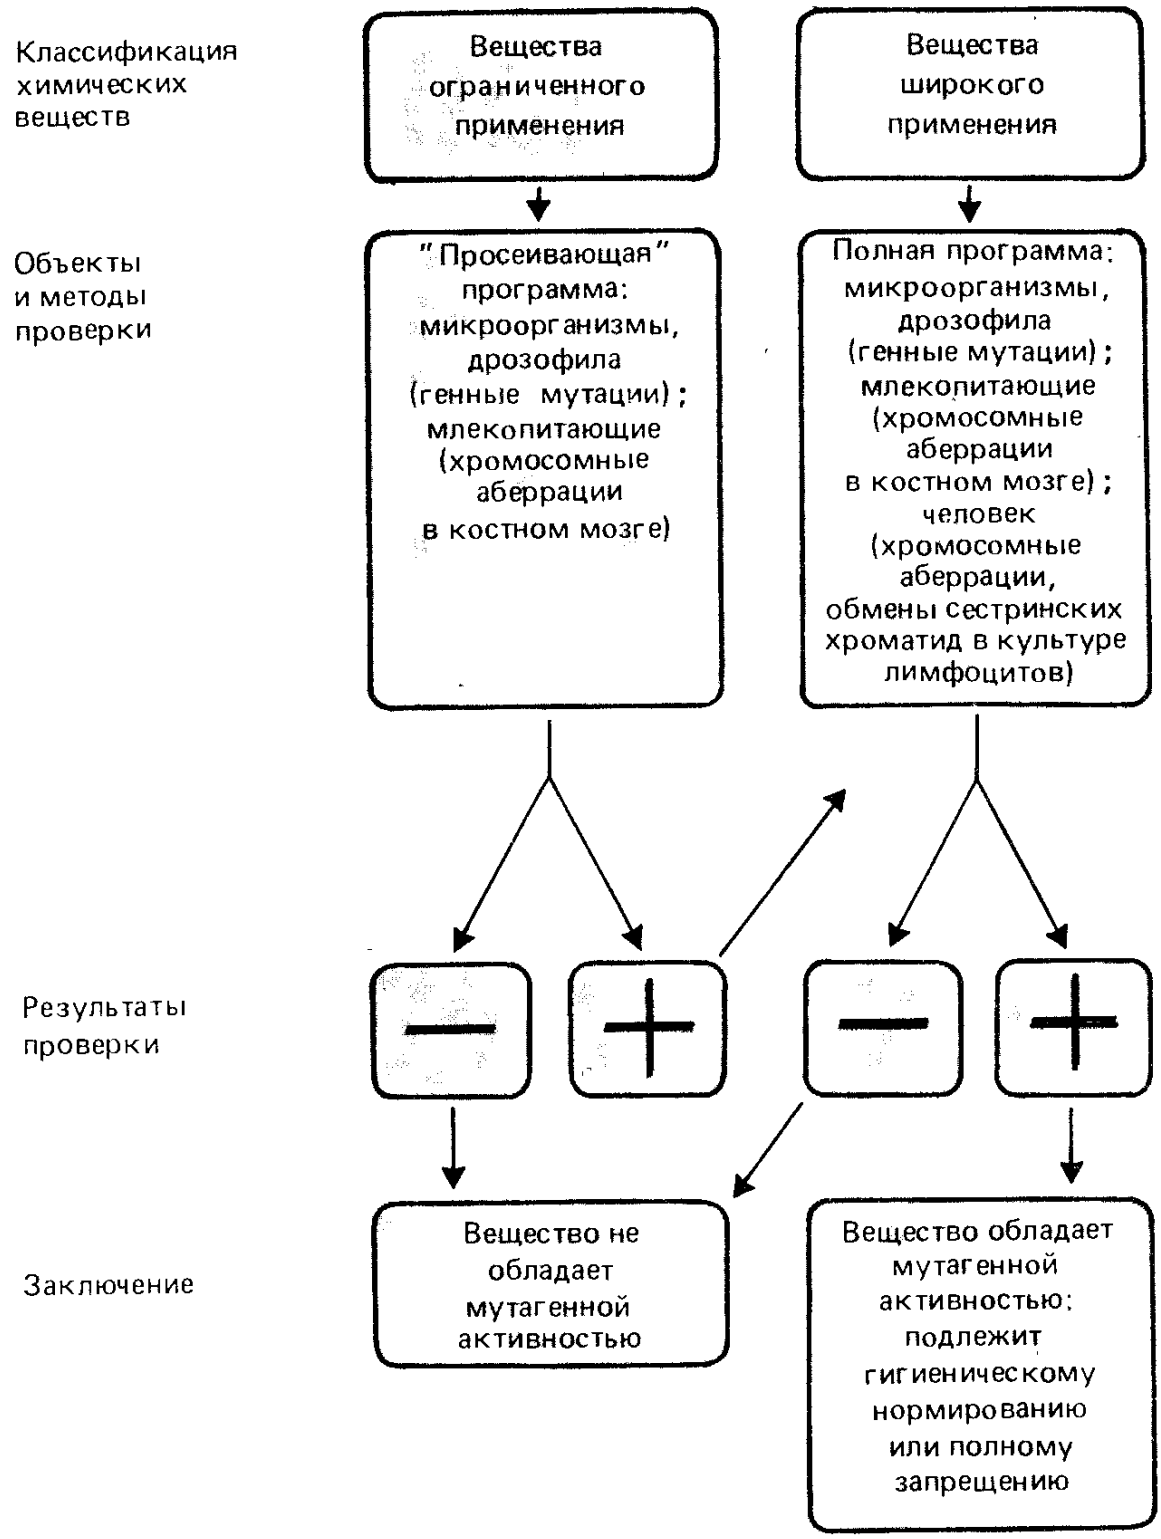 Классификация
химических
веществ
Вещества
ограниченного
применения
Вещества
широкого
применения
Объекты
и методы
проверки
"Просеивающая"
программа:
микроорганизмы,
дрозофила
(генные мутации);
млекопитающие
(хромосомные
аберрации
в костном мозге)
Полная программа:
микроорганизмы,
дрозофила
(генные мутации);
млекопитающие
(хромосомные
аберрации
в костном мозге);
человек
(хромосомные
аберрации,
обмены сестринских
хроматид в культуре
лимфоцитов)
Результаты
проверки
—
+
—
+
Заключение
Вещество не
обладает
мутагенной
активностью
Вещество обладает
мутагенной
активностью:
подлежит
гигиеническому
нормированию
или полному
запрещению